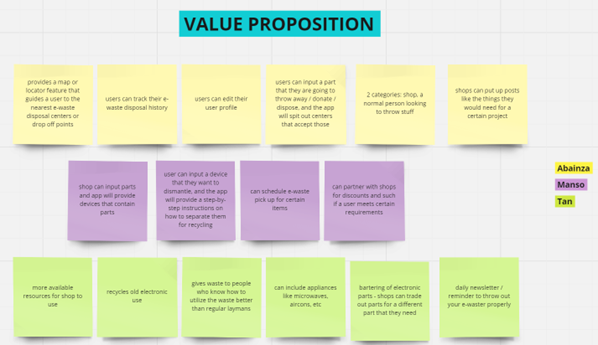 VALUE PROPOSITION
provides a map or
locator feature that
guides a user to the
nearest e-waste
disposal centers or
drop off points
users can track their e-
waste disposal history
users can edit their
user profile
users can input a part
that they are going to
throw away / donate /
dispose, and the app
will spit out centers
that accept those
2 categories: shop, a
normal person looking
to throw stuff
shops can put up posts
like the things they
would need for a
certain project
Abainza
Manso
Tan
shop can input parts
and app will provide
devices that contain
parts
user can input a device
that they want to
dismantle, and the app
will provide a step-by-
step instructions on
how to separate them
for recycling
can schedule e-waste
pick up for certain
items
can partner with shops
for discounts and such
if a user meets certain
requirements
more available
resources for shop to
use
recycles old electronic
use
gives waste to people
who know how to
utilize the waste better
than regular laymans
can include appliances
like microwaves,
aircons, etc
bartering of electronic
parts - shops can trade
out parts for a different
part that they need
daily newsletter /
reminder to throw out
your e-waster properly